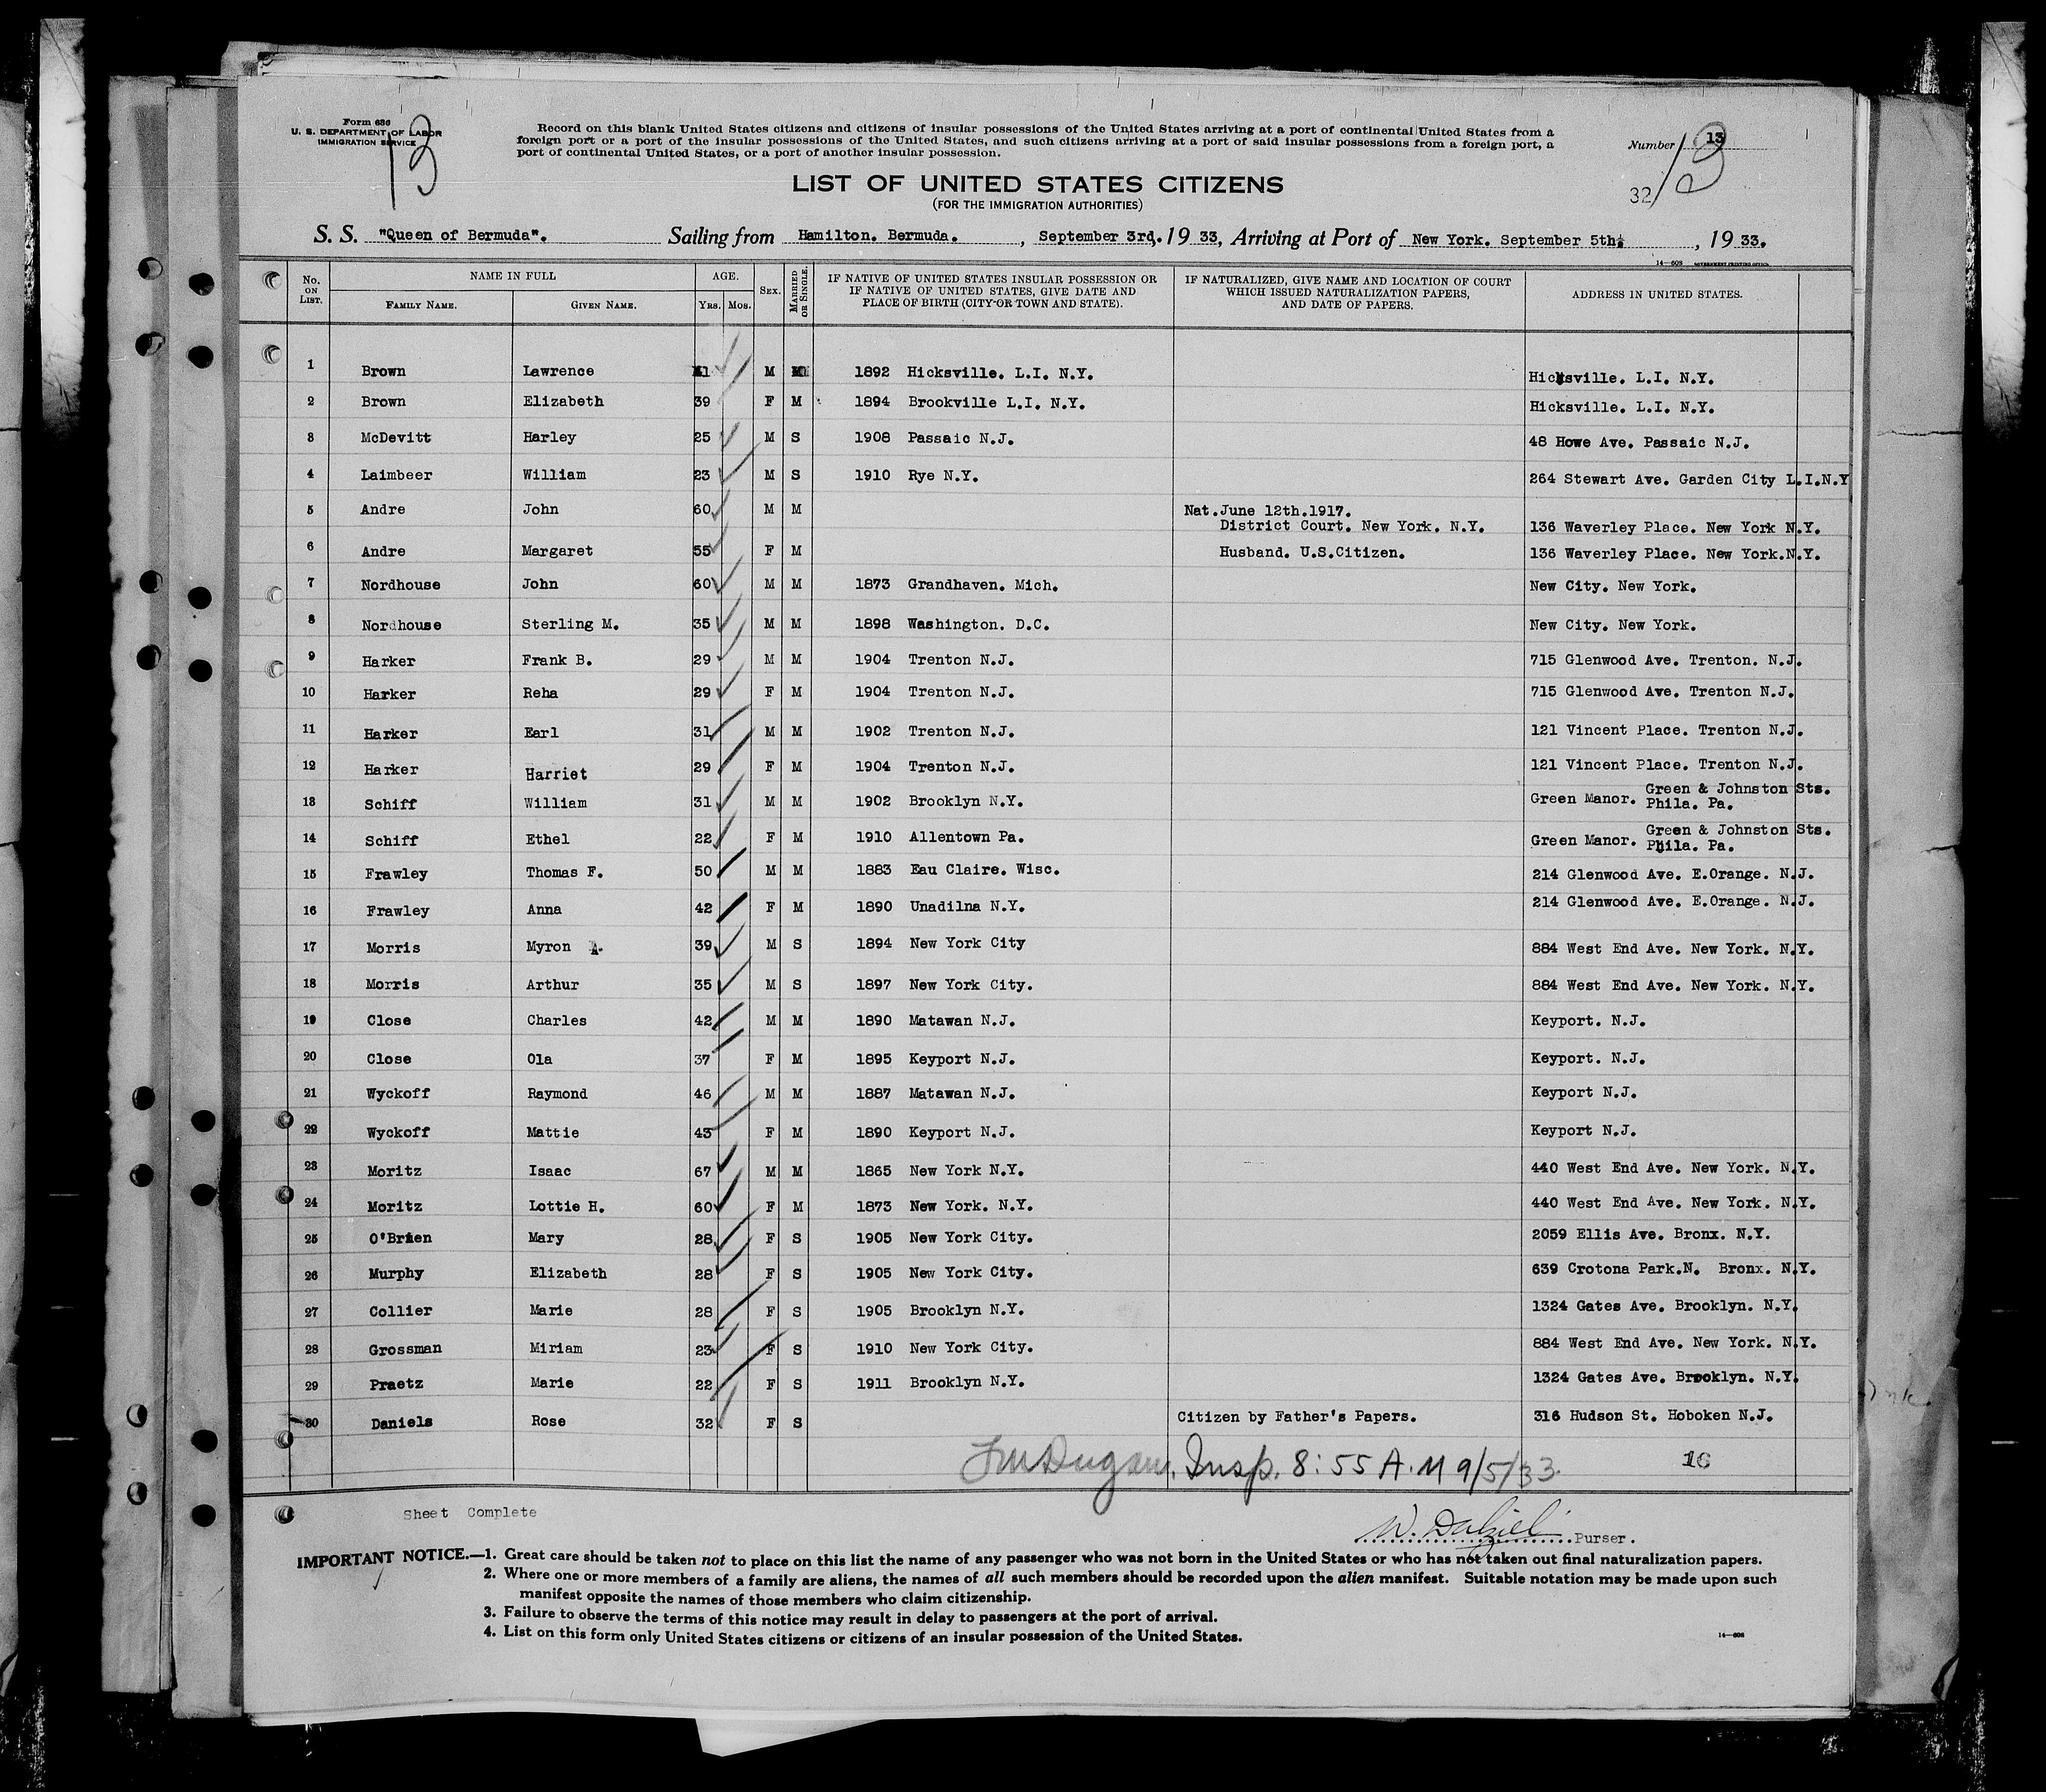 Form 686
U. S. DEPARTMENT OF LABOR
IMMIGRATION SERVICE
13
Record on this blank United States citizens and citizens of insular possessions of the United States arriving at a port of continental United States from a
foreign port or a port of the insular possessions of the United States, and such citizens arriving at a port of said insular possessions from a foreign port, a
port of continental United States, or a port of another insular possession.
Number 13
32/
LIST OF UNITED STATES CITIZENS
(FOR THE IMMIGRATION AUTHORITIES)
S. S. "Queen of Bermuda". Sailing from Hamilton. Bermuda. , September 3rd. 19 33, Arriving at Port of New York. September 5th. , 19 33.
14—608 GOVERNMENT PRINTING OFFICE
No. ON LIST. NAME IN FULL FAMILY NAME. GIVEN NAME. AGE. Yrs. Mos. SEX. MARRIED OR SINGLE. IF NATIVE OF UNITED STATES INSULAR POSSESSION OR IF NATIVE OF UNITED STATES, GIVE DATE AND PLACE OF BIRTH (CITY OR TOWN AND STATE). IF NATURALIZED, GIVE NAME AND LOCATION OF COURT WHICH ISSUED NATURALIZATION PAPERS, AND DATE OF PAPERS. ADDRESS IN UNITED STATES.
1 Brown Lawrence 41 M M 1892 Hicksville. L.I. N.Y. Hicksville. L.I. N.Y.
2 Brown Elizabeth 39 F M 1894 Brookville L.I. N.Y. Hicksville. L.I. N.Y.
3 McDevitt Harley 25 M S 1908 Passaic N.J. 48 Howe Ave. Passaic N.J.
4 Laimbeer William 23 M S 1910 Rye N.Y. 264 Stewart Ave. Garden City L.I.N.Y
5 Andre John 60 M M Nat.June 12th.1917.
District Court. New York. N.Y. 136 Waverley Place. New York N.Y.
6 Andre Margaret 55 F M Husband. U.S.Citizen. 136 Waverley Place. New York.N.Y.
7 Nordhouse John 60 M M 1873 Grandhaven. Mich. New City. New York.
8 Nordhouse Sterling M. 35 M M 1898 Washington. D.C. New City. New York.
9 Harker Frank B. 29 M M 1904 Trenton N.J. 715 Glenwood Ave. Trenton. N.J.
10 Harker Reha 29 F M 1904 Trenton N.J. 715 Glenwood Ave. Trenton N.J.
11 Harker Earl 31 M M 1902 Trenton N.J. 121 Vincent Place. Trenton N.J.
12 Harker Harriet 29 F M 1904 Trenton N.J. 121 Vincent Place. Trenton N.J.
13 Schiff William 31 M M 1902 Brooklyn N.Y. Green Manor. Green & Johnston Sts.
Phila. Pa.
14 Schiff Ethel 22 F M 1910 Allentown Pa. Green Manor. Green & Johnston Sts.
Phila. Pa.
15 Frawley Thomas F. 50 M M 1883 Eau Claire. Wisc. 214 Glenwood Ave. E.Orange. N.J.
16 Frawley Anna 42 F M 1890 Unadilna N.Y. 214 Glenwood Ave. E.Orange. N.J.
17 Morris Myron A. 39 M S 1894 New York City 884 West End Ave. New York. N.Y.
18 Morris Arthur 35 M S 1897 New York City. 884 West End Ave. New York. N.Y.
19 Close Charles 42 M M 1890 Matawan N.J. Keyport. N.J.
20 Close Ola 37 F M 1895 Keyport N.J. Keyport. N.J.
21 Wyckoff Raymond 46 M M 1887 Matawan N.J. Keyport N.J.
22 Wyckoff Mattie 43 F M 1890 Keyport N.J. Keyport N.J.
23 Moritz Isaac 67 M M 1865 New York N.Y. 440 West End Ave. New York. N.Y.
24 Moritz Lottie H. 60 F M 1873 New York. N.Y. 440 West End Ave. New York. N.Y.
25 O'Brien Mary 28 F S 1905 New York City. 2059 Ellis Ave. Bronx. N.Y.
26 Murphy Elizabeth 28 F S 1905 New York City. 639 Crotona Park.N. Bronx. N.Y.
27 Collier Marie 28 F S 1905 Brooklyn N.Y. 1324 Gates Ave. Brooklyn. N.Y.
28 Grossman Miriam 23 F S 1910 New York City. 884 West End Ave. New York. N.Y.
29 Praetz Marie 22 F S 1911 Brooklyn N.Y. 1324 Gates Ave. Brooklyn. N.Y.
30 Daniels Rose 32 F S Citizen by Father's Papers. 316 Hudson St. Hoboken N.J.
Dugan, Insp. 8:55 A.M 9/5/33. 16
Sheet Complete
W. Dalziel Purser.
IMPORTANT NOTICE.—1. Great care should be taken not to place on this list the name of any passenger who was not born in the United States or who has not taken out final naturalization papers.
2. Where one or more members of a family are aliens, the names of all such members should be recorded upon the alien manifest. Suitable notation may be made upon such
manifest opposite the names of those members who claim citizenship.
3. Failure to observe the terms of this notice may result in delay to passengers at the port of arrival.
4. List on this form only United States citizens or citizens of an insular possession of the United States.
14—608